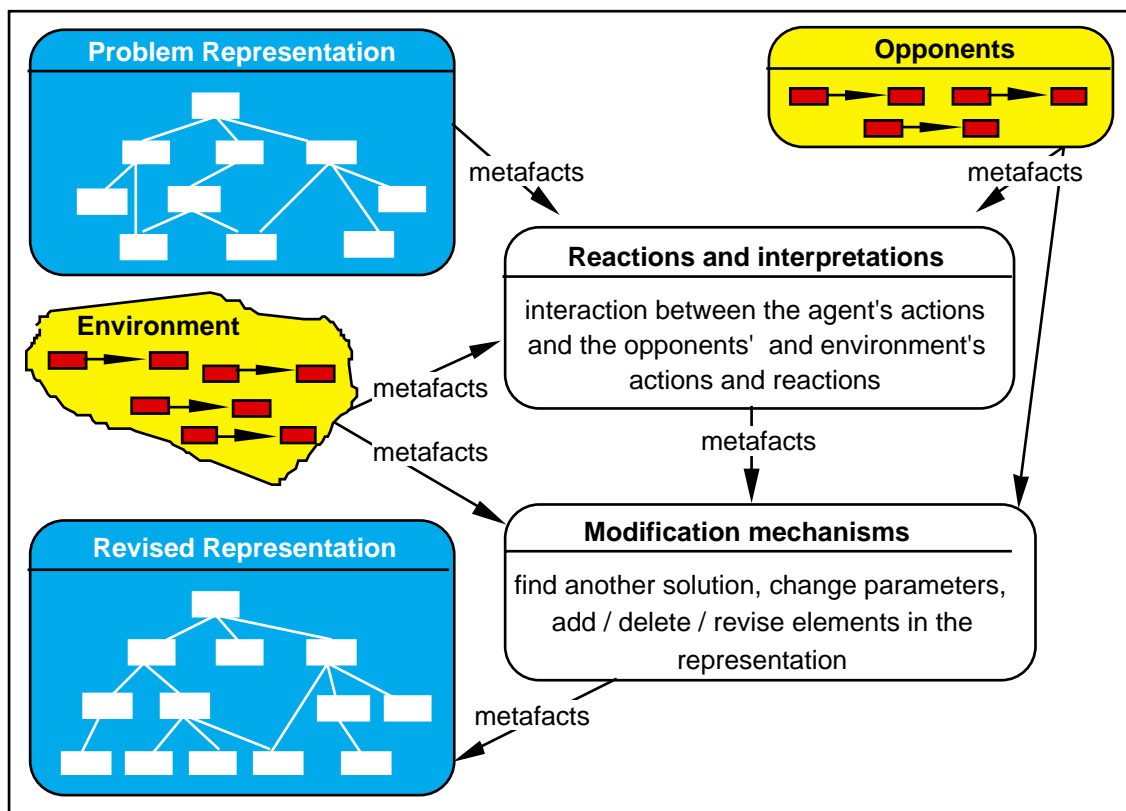 Problem Representation
Opponents
metafacts
metafacts
Reactions and interpretations
interaction between the agent's actions
and the opponents' and environment's
actions and reactions
Environment
metafacts
metafacts
metafacts
Modification mechanisms
find another solution, change parameters,
add / delete / revise elements in the
representation
Revised Representation
metafacts